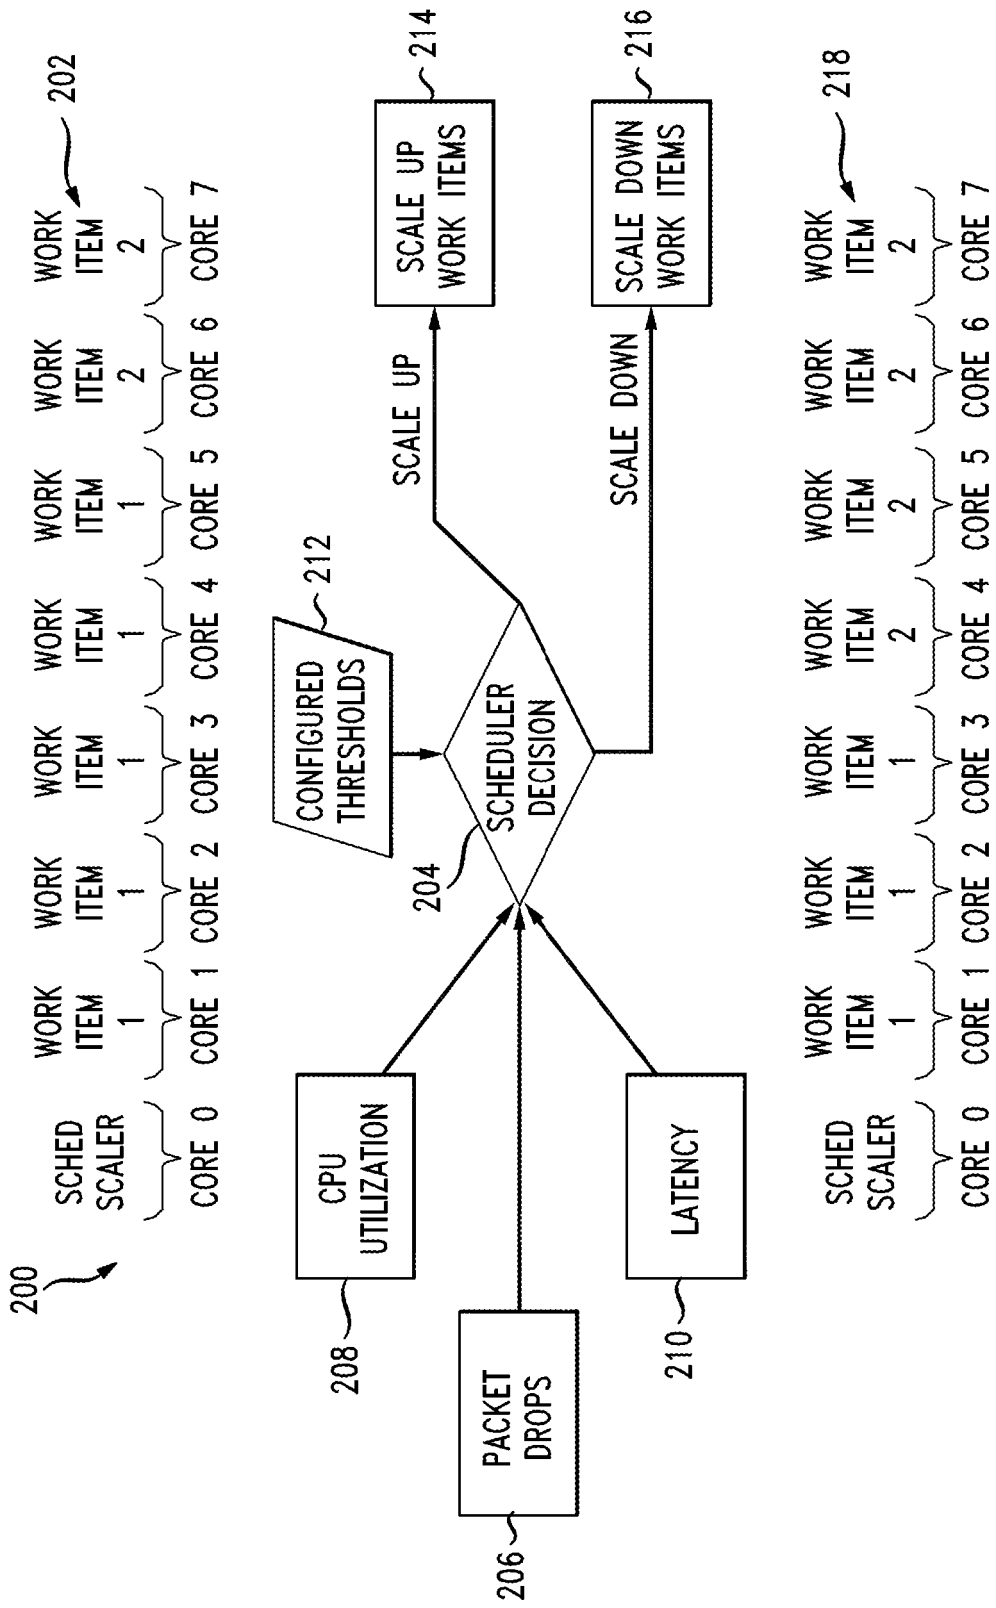 200
SCHED
SCALER
CORE 0
WORK
ITEM
1
CORE 1
WORK
ITEM
1
CORE 2
WORK
ITEM
1
CORE 3
WORK
ITEM
1
CORE 4
WORK
ITEM
1
CORE 5
WORK
ITEM
2
CORE 6
WORK
ITEM
2
CORE 7
202
CPU
UTILIZATION
208
PACKET
DROPS
206
LATENCY
210
CONFIGURED
THRESHOLDS
212
204
SCHEDULER
DECISION
SCALE UP
SCALE UP
WORK ITEMS
214
SCALE DOWN
SCALE DOWN
WORK ITEMS
216
SCHED
SCALER
CORE 0
WORK
ITEM
1
CORE 1
WORK
ITEM
1
CORE 2
WORK
ITEM
1
CORE 3
WORK
ITEM
2
CORE 4
WORK
ITEM
2
CORE 5
WORK
ITEM
2
CORE 6
WORK
ITEM
2
CORE 7
218